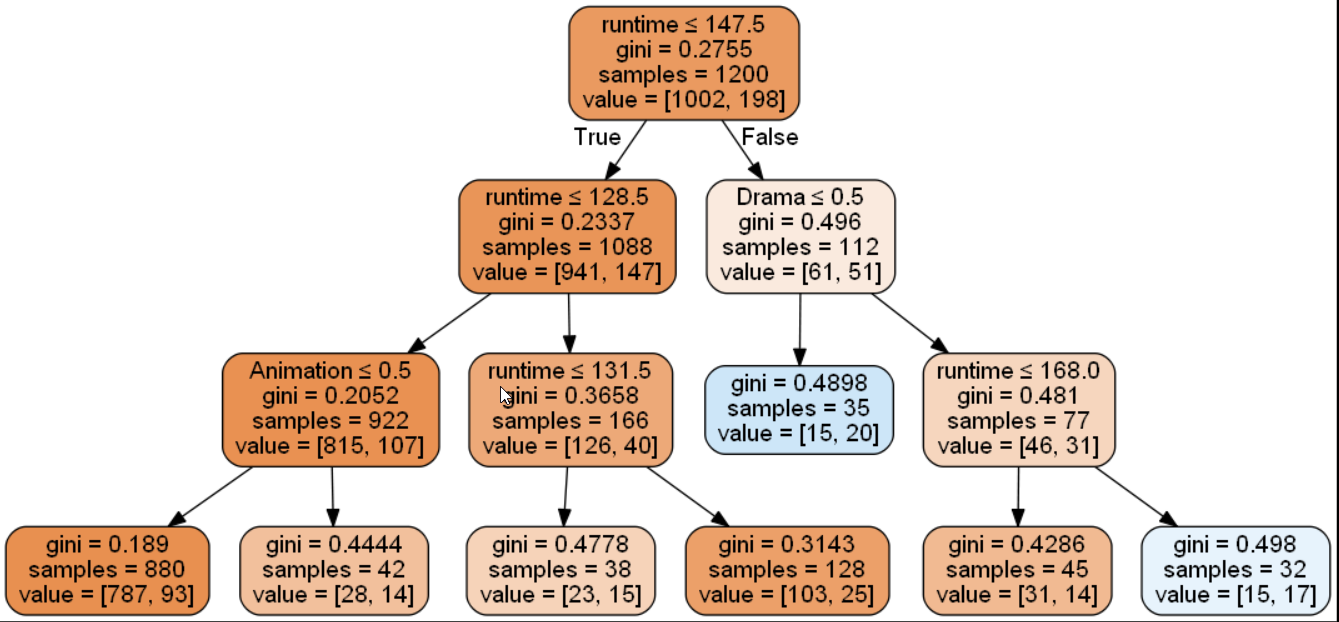 runtime ≤ 147.5
gini = 0.2755
samples = 1200
value = [1002, 198]
True
False
runtime ≤ 128.5
gini = 0.2337
samples = 1088
value = [941, 147]
Drama ≤ 0.5
gini = 0.496
samples = 112
value = [61, 51]
Animation ≤ 0.5
gini = 0.2052
samples = 922
value = [815, 107]
runtime ≤ 131.5
gini = 0.3658
samples = 166
value = [126, 40]
gini = 0.4898
samples = 35
value = [15, 20]
runtime ≤ 168.0
gini = 0.481
samples = 77
value = [46, 31]
gini = 0.189
samples = 880
value = [787, 93]
gini = 0.4444
samples = 42
value = [28, 14]
gini = 0.4778
samples = 38
value = [23, 15]
gini = 0.3143
samples = 128
value = [103, 25]
gini = 0.4286
samples = 45
value = [31, 14]
gini = 0.498
samples = 32
value = [15, 17]